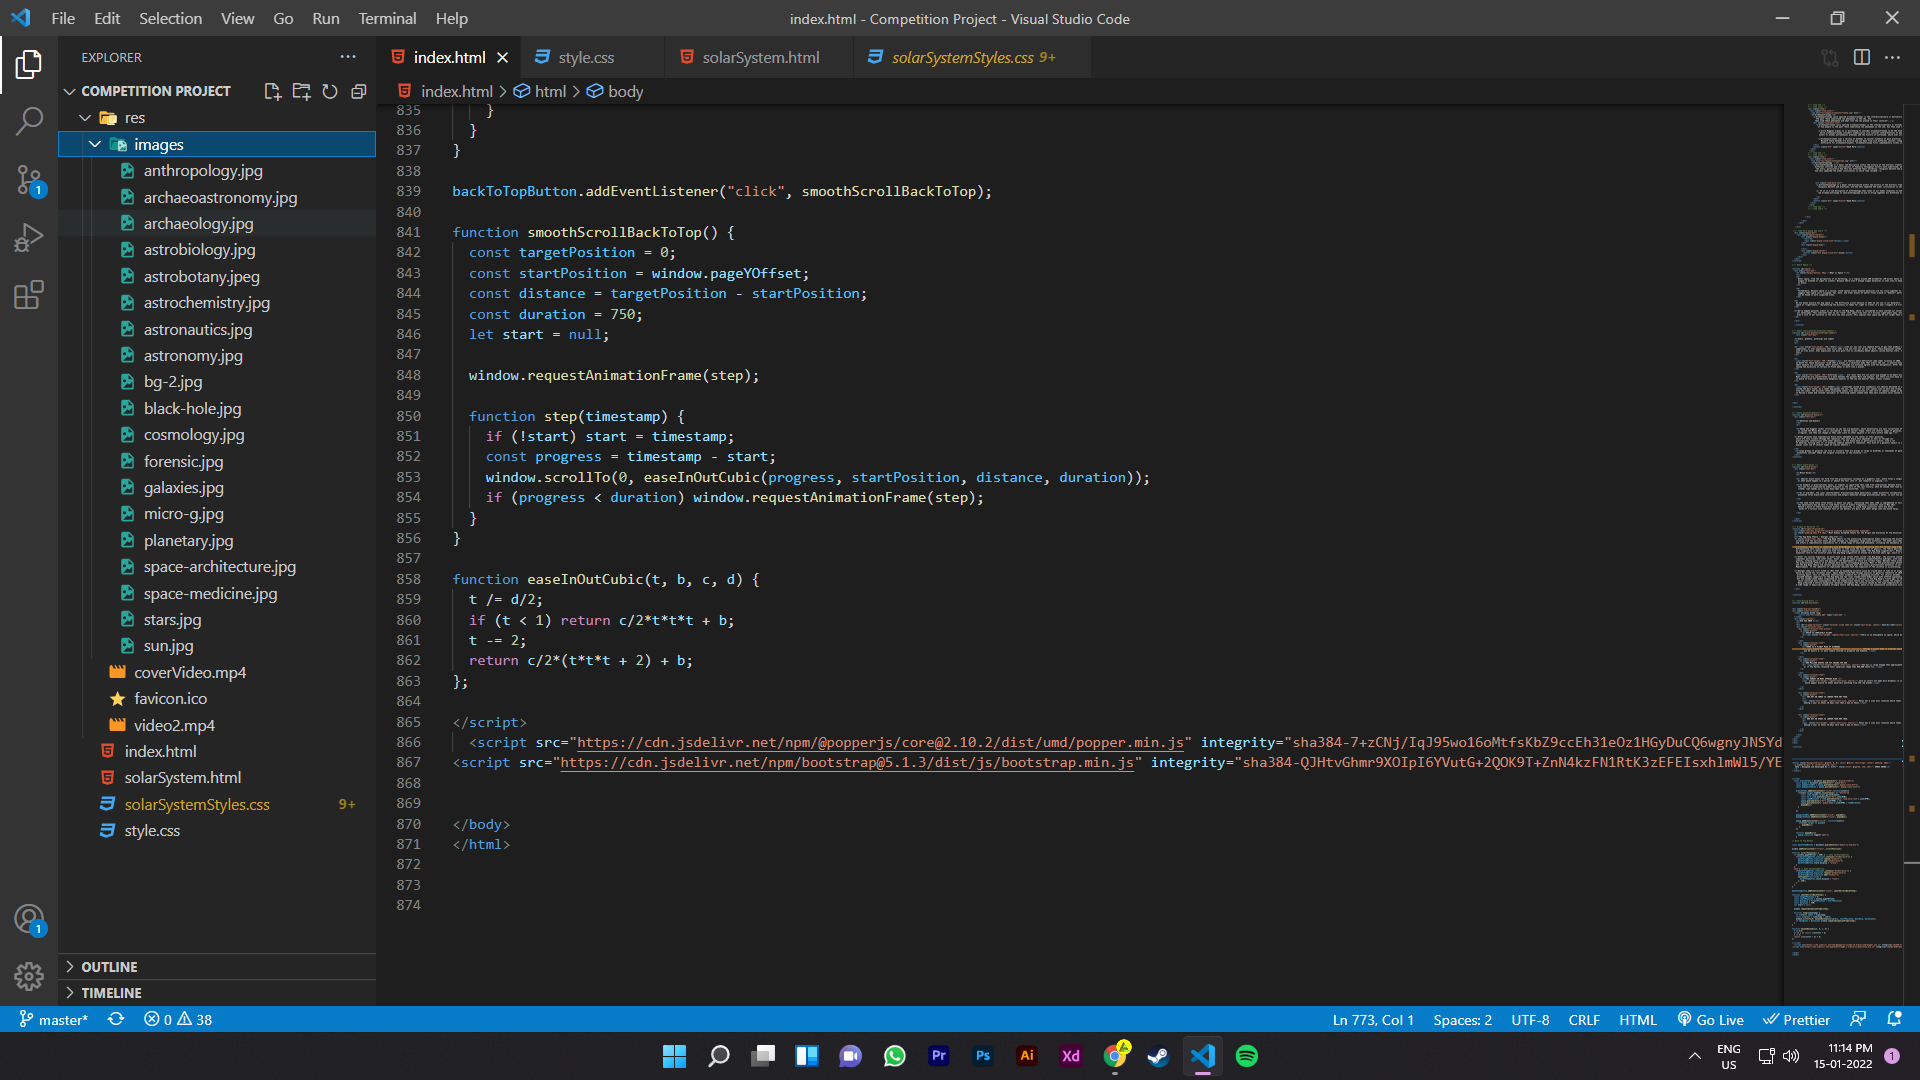 File Edit Selection View Go Run Terminal Help
index.html - Competition Project - Visual Studio Code
EXPLORER
index.html
style.css
solarSystem.html
solarSystemStyles.css 9+
COMPETITION PROJECT
index.html > html > body
res
images
anthropology.jpg
archaeoastronomy.jpg
archaeology.jpg
astrobiology.jpg
astrobotany.jpeg
astrochemistry.jpg
astronautics.jpg
astronomy.jpg
bg-2.jpg
black-hole.jpg
cosmology.jpg
forensic.jpg
galaxies.jpg
micro-g.jpg
planetary.jpg
space-architecture.jpg
space-medicine.jpg
stars.jpg
sun.jpg
coverVideo.mp4
favicon.ico
video2.mp4
index.html
solarSystem.html
solarSystemStyles.css 9+
style.css
OUTLINE
TIMELINE
1
1
835 }
836 }
837 }
838
839 backToTopButton.addEventListener("click", smoothScrollBackToTop);
840
841 function smoothScrollBackToTop() {
842 const targetPosition = 0;
843 const startPosition = window.pageYOffset;
844 const distance = targetPosition - startPosition;
845 const duration = 750;
846 let start = null;
847
848 window.requestAnimationFrame(step);
849
850 function step(timestamp) {
851 if (!start) start = timestamp;
852 const progress = timestamp - start;
853 window.scrollTo(0, easeInOutCubic(progress, startPosition, distance, duration));
854 if (progress < duration) window.requestAnimationFrame(step);
855 }
856 }
857
858 function easeInOutCubic(t, b, c, d) {
859 t /= d/2;
860 if (t < 1) return c/2*t*t*t + b;
861 t -= 2;
862 return c/2*(t*t*t + 2) + b;
863 };
864
865 </script>
866 <script src="https://cdn.jsdelivr.net/npm/@popperjs/core@2.10.2/dist/umd/popper.min.js" integrity="sha384-7+zCNj/IqJ95wo16oMtfsKbZ9ccEh31eOz1HGyDuCQ6wgnyJNSYd
867 <script src="https://cdn.jsdelivr.net/npm/bootstrap@5.1.3/dist/js/bootstrap.min.js" integrity="sha384-QJHtvGhmr9XOIpI6YVutG+2QOK9T+ZnN4kzFN1RtK3zEFEIsxhlmWl5/YE
868
869
870 </body>
871 </html>
872
873
874
master* 0 38
Ln 773, Col 1 Spaces: 2 UTF-8 CRLF HTML Go Live Prettier
Pr Ps Ai Xd
ENG
US
11:14 PM
15-01-2022
1